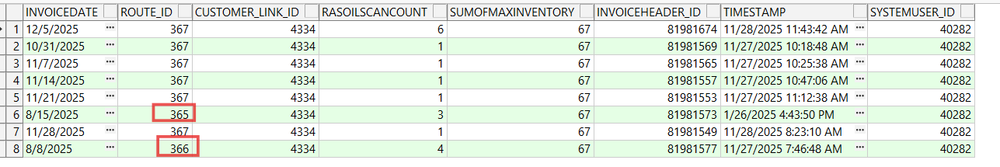 INVOICEDATE ROUTE_ID CUSTOMER_LINK_ID RASOILSCANCOUNT SUMOFMAXINVENTORY INVOICEHEADER_ID TIMESTAMP SYSTEMUSER_ID
1 12/5/2025 ... 367 4334 6 67 81981674 11/28/2025 11:43:42 AM ... 40282
2 10/31/2025 ... 367 4334 1 67 81981569 11/27/2025 10:18:48 AM ... 40282
3 11/7/2025 ... 367 4334 1 67 81981565 11/27/2025 10:25:38 AM ... 40282
4 11/14/2025 ... 367 4334 1 67 81981557 11/27/2025 10:47:06 AM ... 40282
5 11/21/2025 ... 367 4334 1 67 81981553 11/27/2025 11:12:38 AM ... 40282
6 8/15/2025 ... 365 4334 3 67 81981573 1/26/2025 4:43:50 PM ... 40282
7 11/28/2025 ... 367 4334 1 67 81981549 11/28/2025 8:23:10 AM ... 40282
8 8/8/2025 ... 366 4334 4 67 81981577 11/27/2025 7:46:48 AM ... 40282